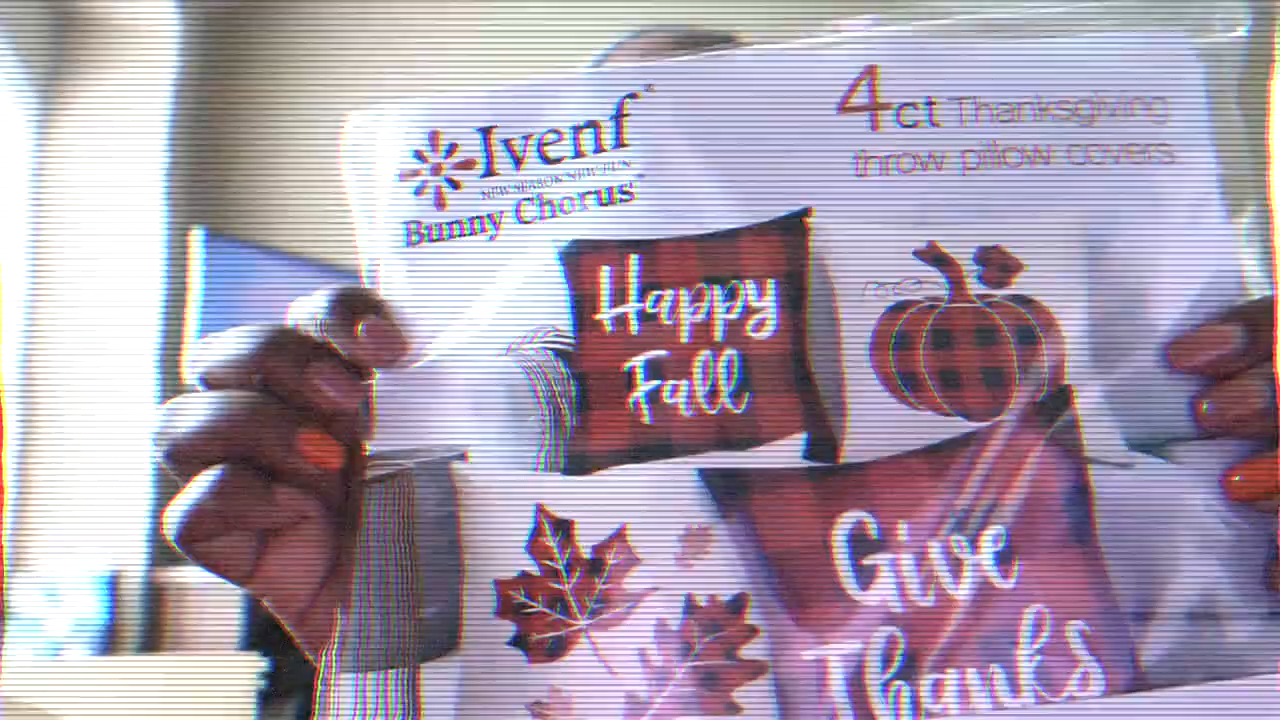 Ivenf
NEW SEASON NEW FUN
Bunny Chorus
4ct Thanksgiving
throw pillow covers
Happy
Fall
Give
Thanks